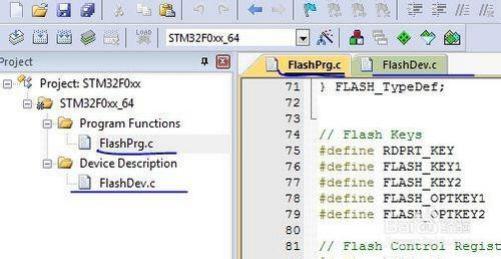 LOAD
STM32F0xx_64
Project
Project: STM32F0xx
STM32F0xx_64
Program Functions
FlashPrg.c
Device Description
FlashDev.c
FlashPrg.c
FlashDev.c
71 } FLASH_TypeDef;
72
73
74 // Flash Keys
75 #define RDPRT_KEY
76 #define FLASH_KEY1
77 #define FLASH_KEY2
78 #define FLASH_OPTKEY1
79 #define FLASH_OPTKEY2
80
81 // Flash Control Regist